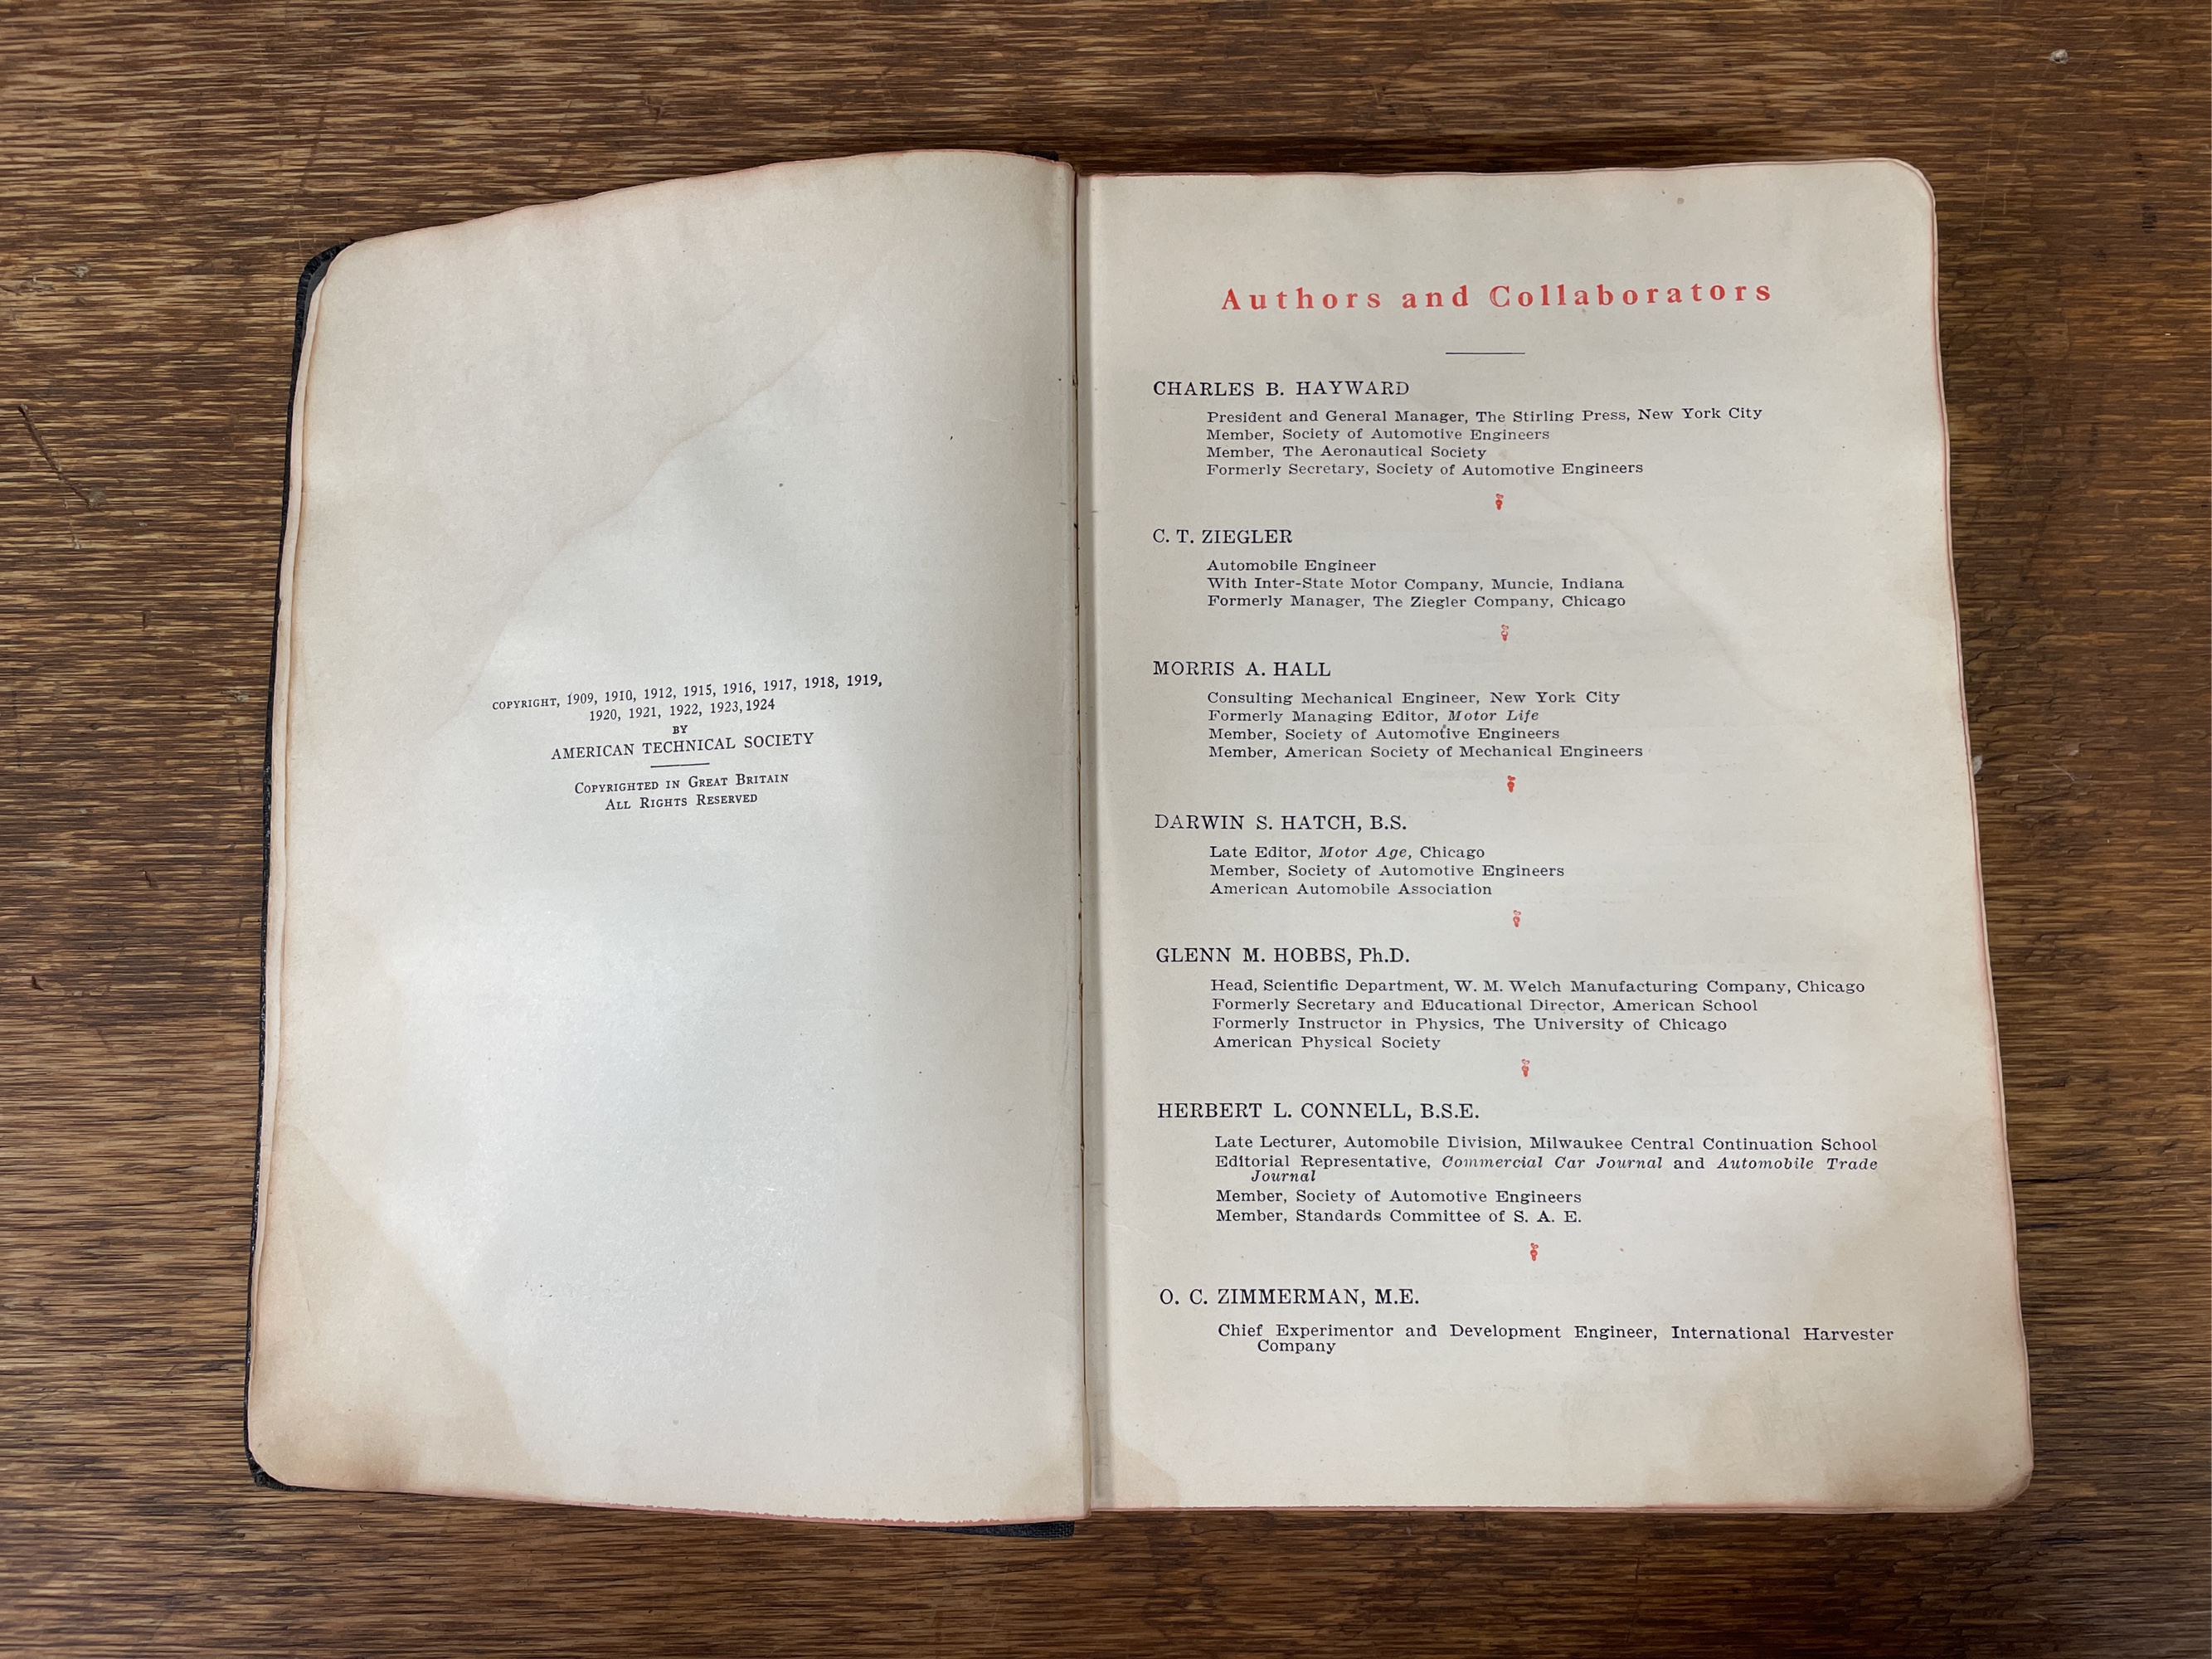 COPYRIGHT, 1909, 1910, 1912, 1915, 1916, 1917, 1918, 1919,
1920, 1921, 1922, 1923, 1924
BY
AMERICAN TECHNICAL SOCIETY
COPYRIGHTED IN GREAT BRITAIN
ALL RIGHTS RESERVED
Authors and Collaborators
CHARLES B. HAYWARD
President and General Manager, The Stirling Press, New York City
Member, Society of Automotive Engineers
Member, The Aeronautical Society
Formerly Secretary, Society of Automotive Engineers
C. T. ZIEGLER
Automobile Engineer
With Inter-State Motor Company, Muncie, Indiana
Formerly Manager, The Ziegler Company, Chicago
MORRIS A. HALL
Consulting Mechanical Engineer, New York City
Formerly Managing Editor, Motor Life
Member, Society of Automotive Engineers
Member, American Society of Mechanical Engineers
DARWIN S. HATCH, B.S.
Late Editor, Motor Age, Chicago
Member, Society of Automotive Engineers
American Automobile Association
GLENN M. HOBBS, Ph.D.
Head, Scientific Department, W. M. Welch Manufacturing Company, Chicago
Formerly Secretary and Educational Director, American School
Formerly Instructor in Physics, The University of Chicago
American Physical Society
HERBERT L. CONNELL, B.S.E.
Late Lecturer, Automobile Division, Milwaukee Central Continuation School
Editorial Representative, Commercial Car Journal and Automobile Trade
Journal
Member, Society of Automotive Engineers
Member, Standards Committee of S. A. E.
O. C. ZIMMERMAN, M.E.
Chief Experimentor and Development Engineer, International Harvester
Company